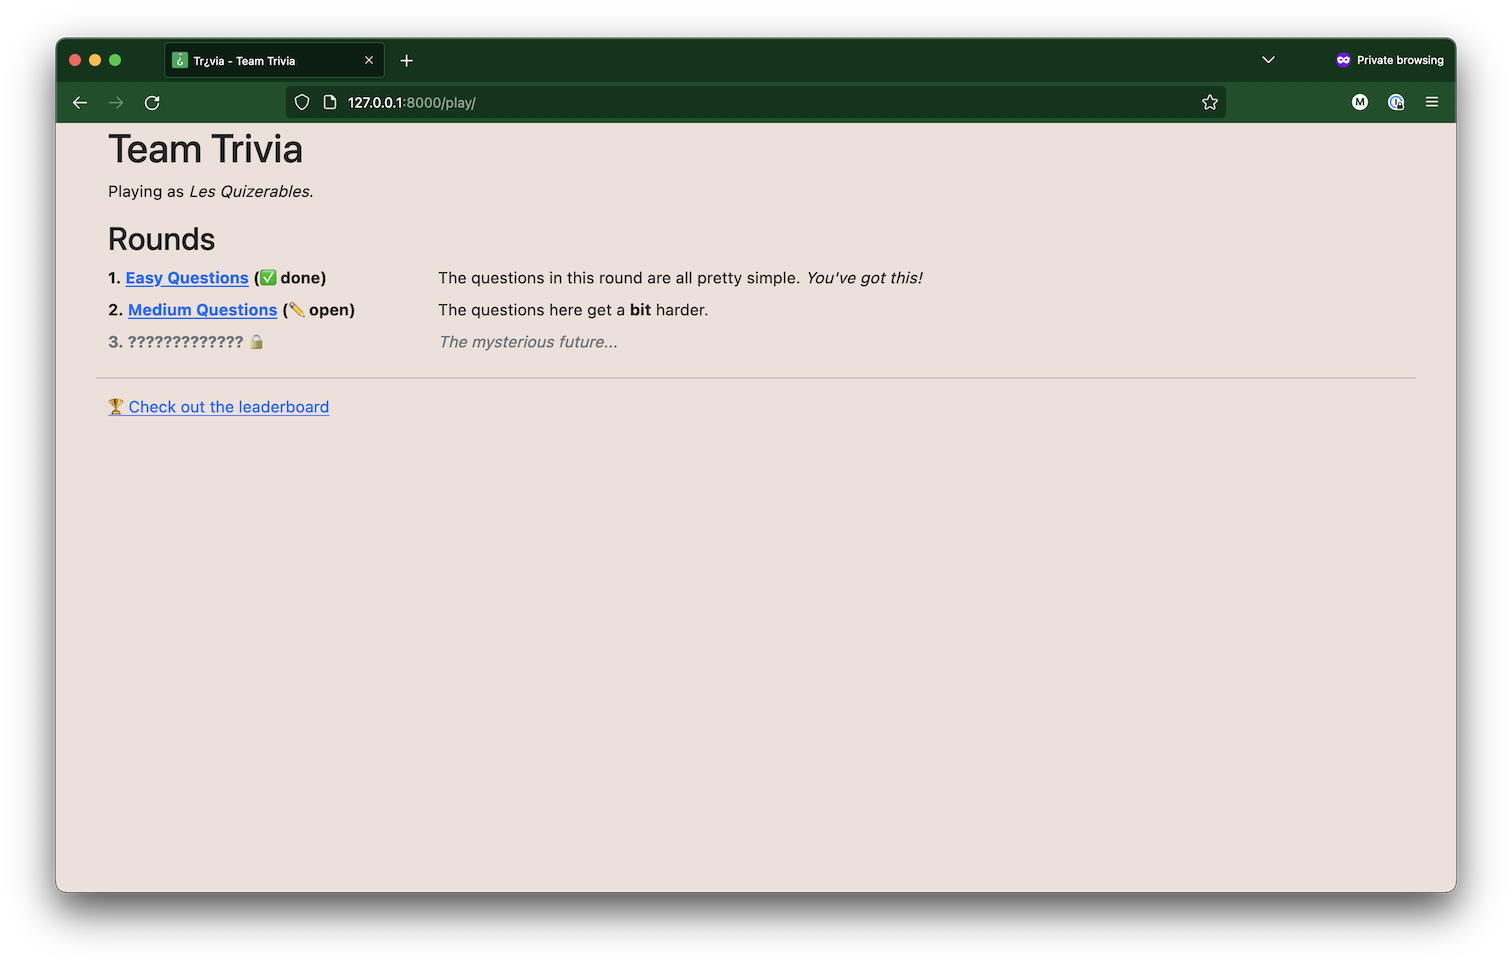 Tr¿via - Team Trivia
Private browsing
127.0.0.1:8000/play/
M
Team Trivia
Playing as Les Quizerables.
Rounds
1. Easy Questions (✅ done) The questions in this round are all pretty simple. You've got this!
2. Medium Questions (✏️ open) The questions here get a bit harder.
3. ????????????? 🔒 The mysterious future...
🏆 Check out the leaderboard